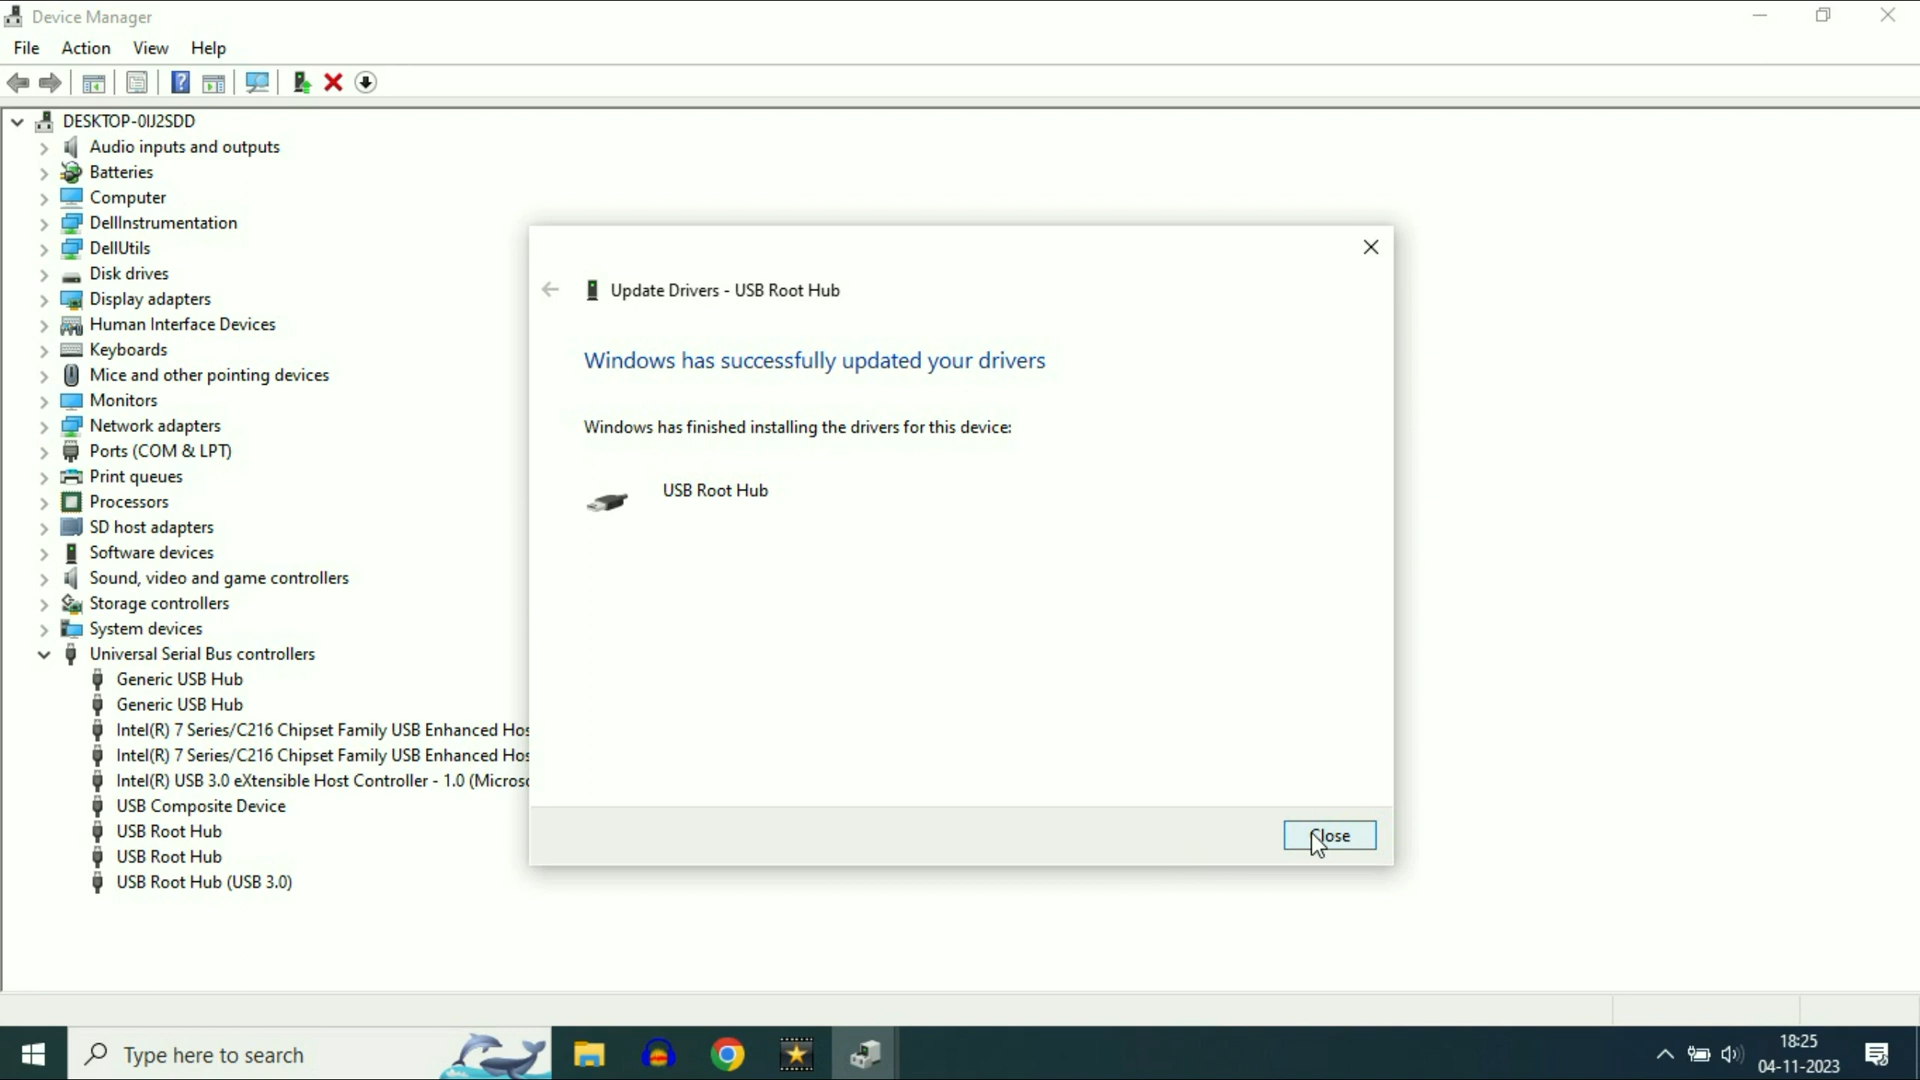 Device Manager
File Action View Help
DESKTOP-0IJ2SDD
Audio inputs and outputs
Batteries
Computer
DellInstrumentation
DellUtils
Disk drives
Display adapters
Human Interface Devices
Keyboards
Mice and other pointing devices
Monitors
Network adapters
Ports (COM & LPT)
Print queues
Processors
SD host adapters
Software devices
Sound, video and game controllers
Storage controllers
System devices
Universal Serial Bus controllers
Generic USB Hub
Generic USB Hub
Intel(R) 7 Series/C216 Chipset Family USB Enhanced Hos
Intel(R) 7 Series/C216 Chipset Family USB Enhanced Hos
Intel(R) USB 3.0 eXtensible Host Controller - 1.0 (Microso
USB Composite Device
USB Root Hub
USB Root Hub
USB Root Hub (USB 3.0)
Update Drivers - USB Root Hub
Windows has successfully updated your drivers
Windows has finished installing the drivers for this device:
USB Root Hub
Close
Type here to search
18:25
04-11-2023